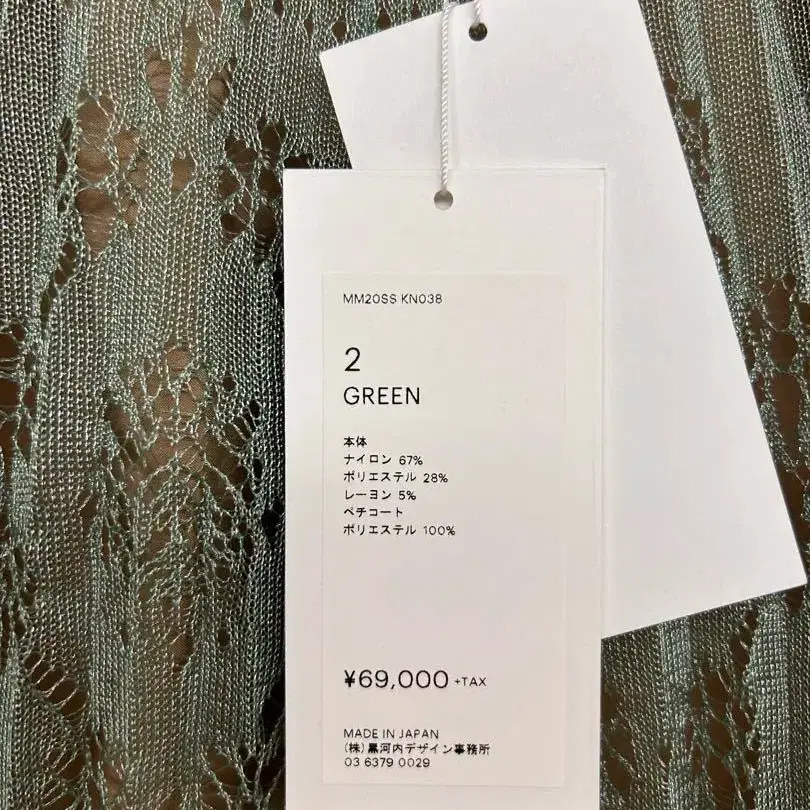 MM20SS KN038
2
GREEN
本体
ナイロン 67%
ポリエステル 28%
レーヨン 5%
ペチコート
ポリエステル 100%
¥69,000 +TAX
MADE IN JAPAN
(株)黒河内デザイン事務所
03 6379 0029